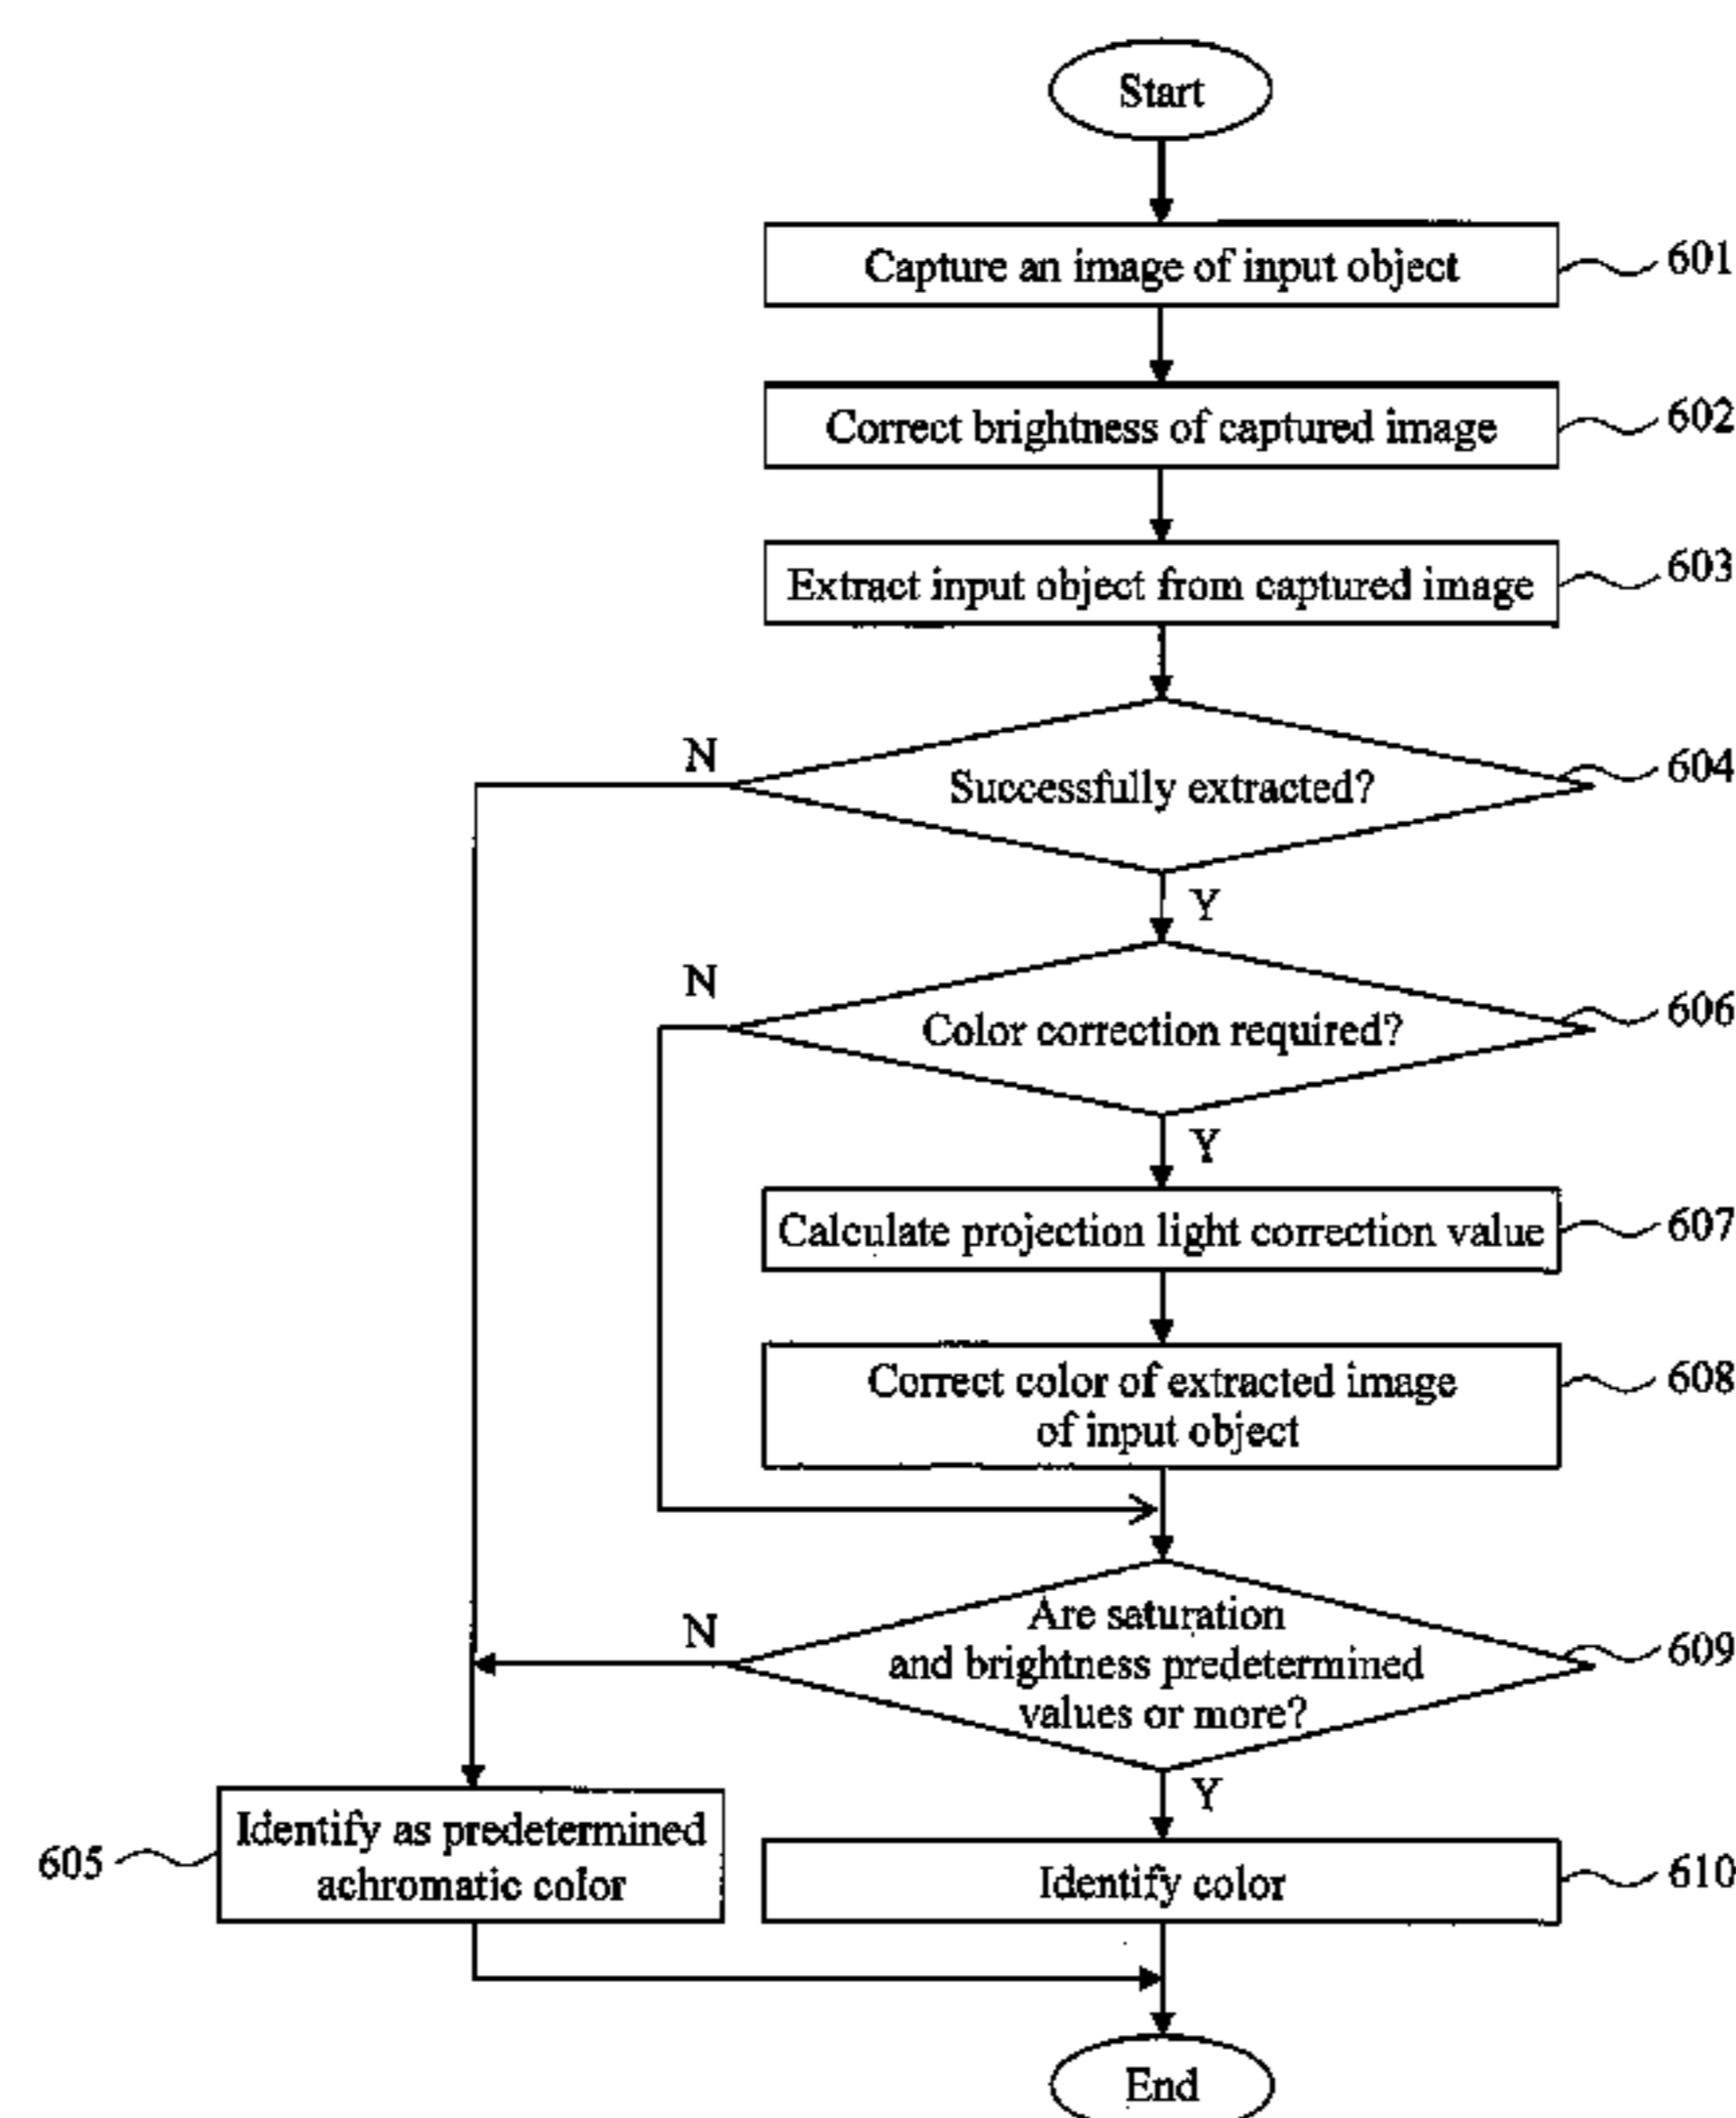 Start
Capture an image of input object
601
Correct brightness of captured image
602
Extract input object from captured image
603
N
Successfully extracted?
604
Y
N
Color correction required?
606
Y
Calculate projection light correction value
607
Correct color of extracted image
of input object
608
N
Are saturation
and brightness predetermined
values or more?
609
Y
605
Identify as predetermined
achromatic color
Identify color
610
End